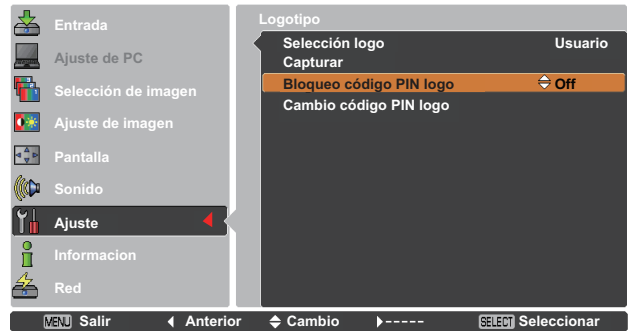 Entrada
Ajuste de PC
Selección de imagen
Ajuste de imagen
Pantalla
Sonido
Ajuste
Informacion
Red
Logotipo
Selección logo Usuario
Capturar
Bloqueo código PIN logo Off
Cambio código PIN logo
MENU Salir Anterior Cambio ----- SELECT Seleccionar